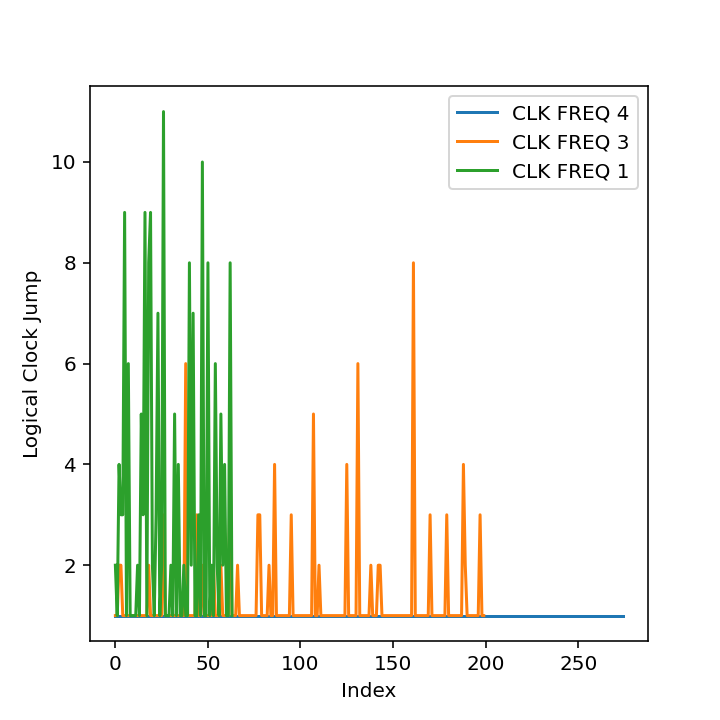 CLK FREQ 4
CLK FREQ 3
CLK FREQ 1
10
8
6
4
2
Logical Clock Jump
0 50 100 150 200 250
Index